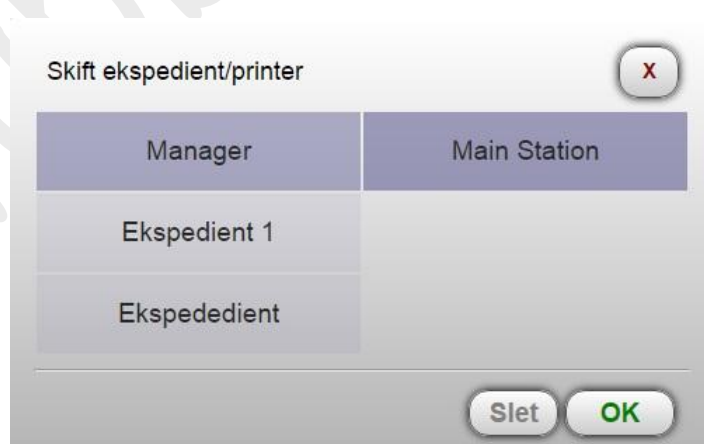 Skift ekspedient/printer
X
Manager
Main Station
Ekspedient 1
Ekspededient
Slet
OK